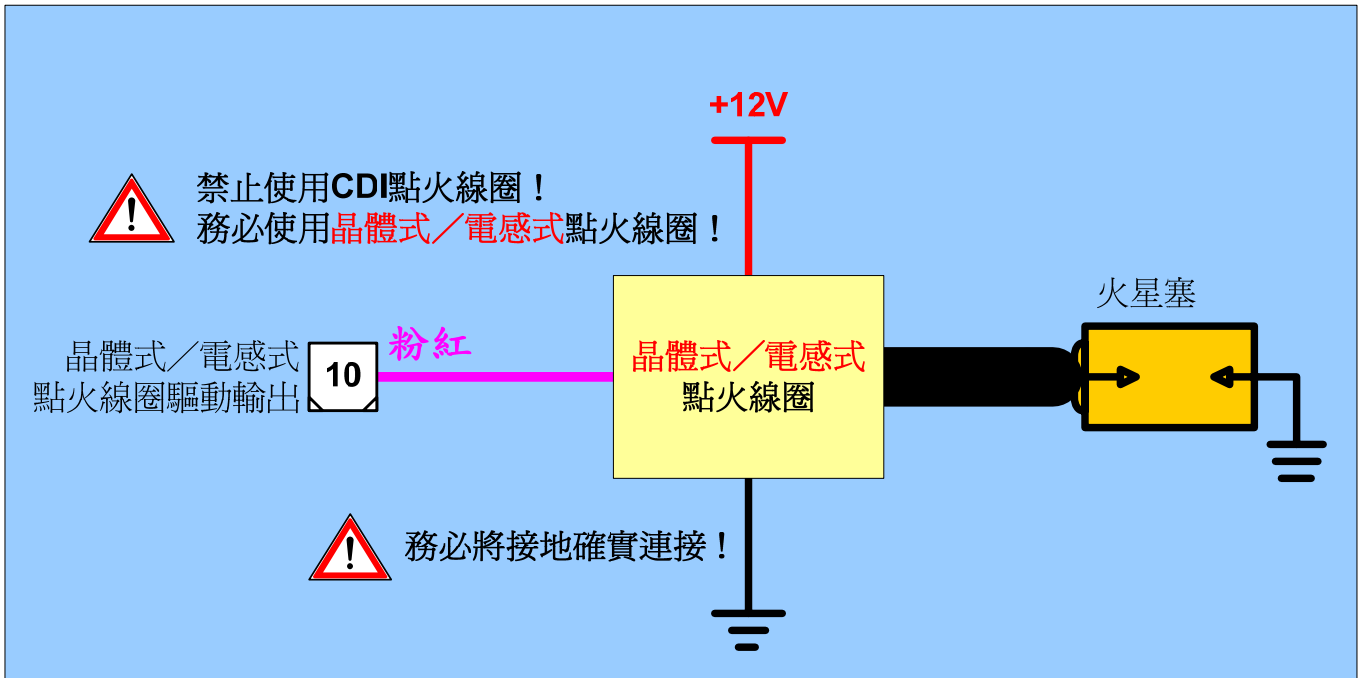 +12V
禁止使用CDI點火線圈！
務必使用晶體式／電感式點火線圈！
火星塞
晶體式／電感式
點火線圈驅動輸出
10
粉紅
晶體式／電感式
點火線圈
務必將接地確實連接！